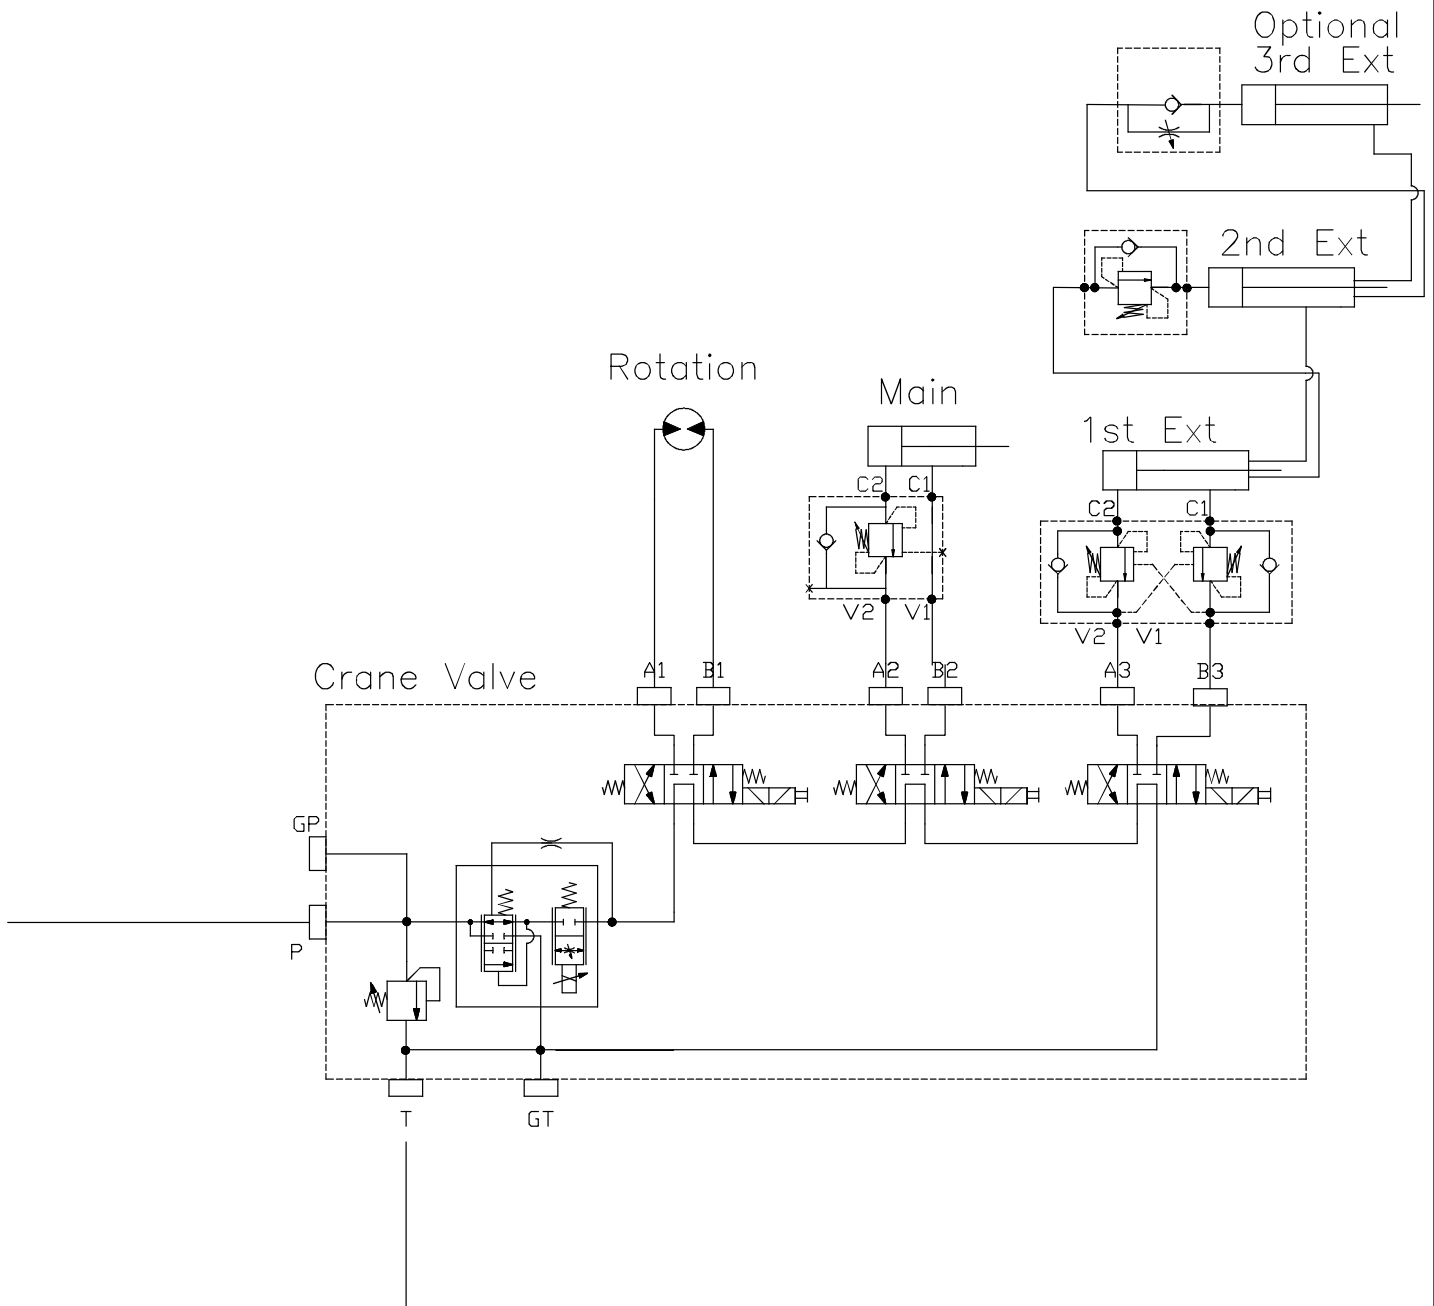 Optional
3rd Ext
2nd Ext
Rotation
Main
1st Ext
C2 C1
C2 C1
V2 V1
V2 V1
Crane Valve
A1 B1 A2 B2 A3 B3
GP
P
T GT